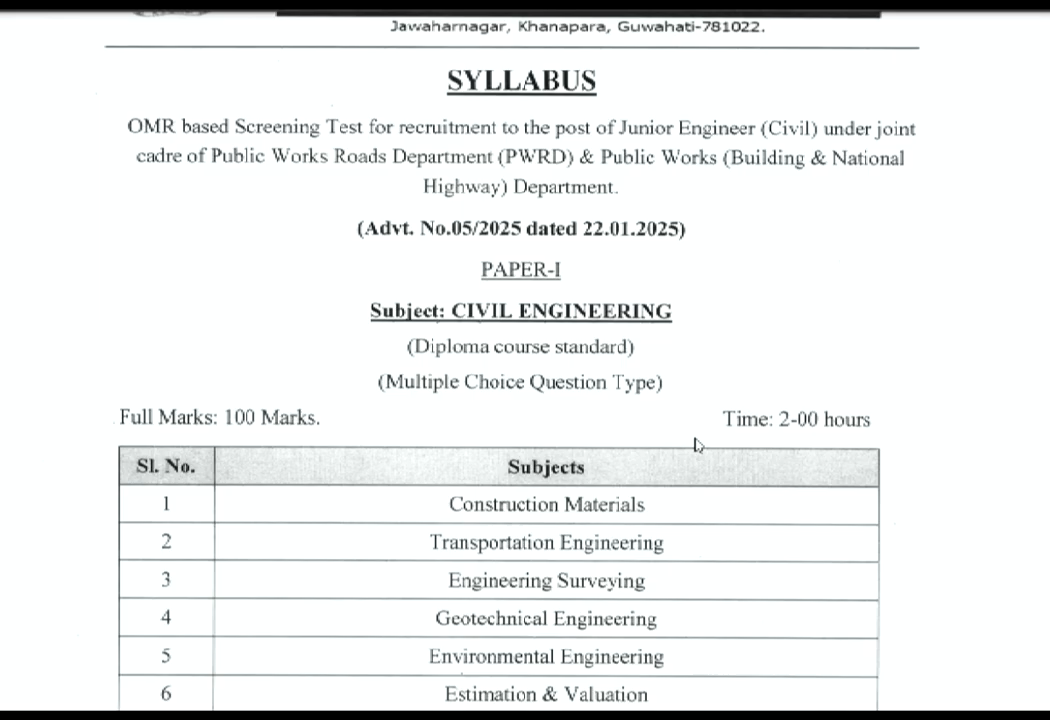 Jawaharnagar, Khanapara, Guwahati-781022.
SYLLABUS
OMR based Screening Test for recruitment to the post of Junior Engineer (Civil) under joint
cadre of Public Works Roads Department (PWRD) & Public Works (Building & National
Highway) Department.
(Advt. No.05/2025 dated 22.01.2025)
PAPER-I
Subject: CIVIL ENGINEERING
(Diploma course standard)
(Multiple Choice Question Type)
Full Marks: 100 Marks. Time: 2-00 hours
Sl. No. Subjects
1 Construction Materials
2 Transportation Engineering
3 Engineering Surveying
4 Geotechnical Engineering
5 Environmental Engineering
6 Estimation & Valuation